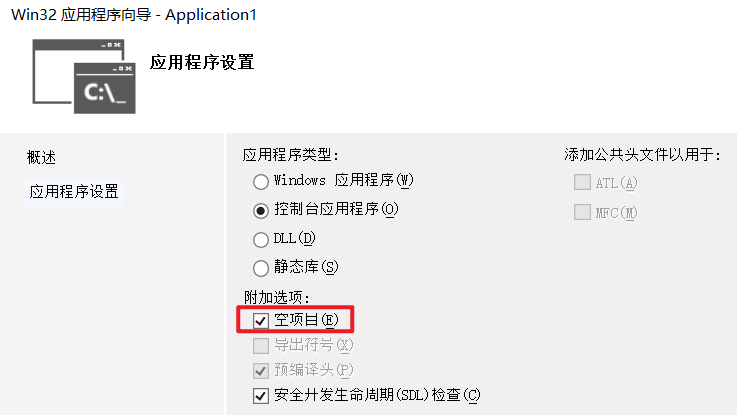 Win32 应用程序向导 - Application1
C:\_
应用程序设置
概述
应用程序设置
应用程序类型:
Windows 应用程序(W)
控制台应用程序(O)
DLL(D)
静态库(S)
附加选项:
空项目(E)
导出符号(X)
预编译头(P)
安全开发生命周期(SDL)检查(C)
添加公共头文件以用于:
ATL(A)
MFC(M)